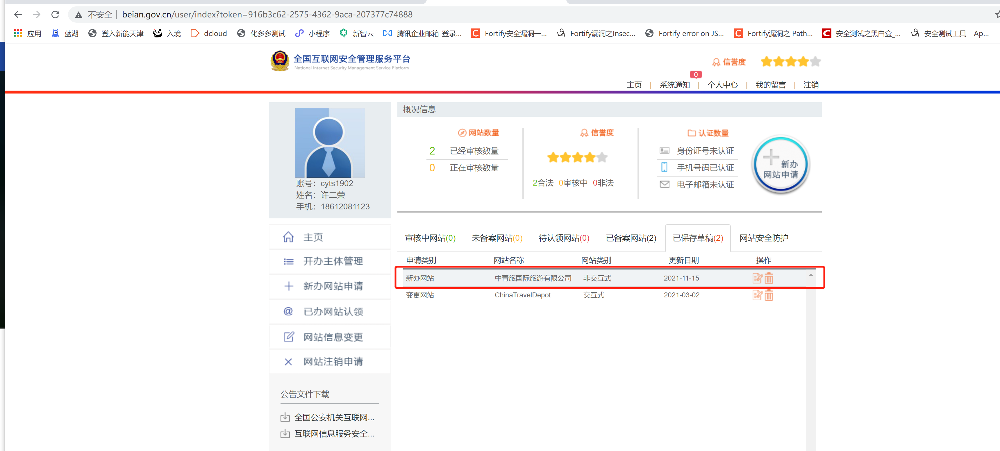 不安全 beian.gov.cn/user/index?token=916b3c62-2575-4362-9aca-207377c74888
应用 蓝湖 登入新能天津 入境 dcloud 化多多测试 小程序 新智云 腾讯企业邮箱-登录... Fortify安全漏洞一... Fortify漏洞之Insec... Fortify error on JS... Fortify漏洞之 Path... 安全测试之黑白盒_... 安全测试工具—Ap...
全国互联网安全管理服务平台
National Internet Security Management Service Platform
信誉度
0
主页 | 系统通知 | 个人中心 | 我的留言 | 注销
账号：cyts1902
姓名：许二荣
手机：18612081123
概况信息
网站数量
2 已经审核数量
0 正在审核数量
信誉度
2合法 0审核中 0非法
认证数量
身份证号未认证
手机号码已认证
电子邮箱未认证
新办
网站申请
主页
开办主体管理
新办网站申请
已办网站认领
网站信息变更
网站注销申请
公告文件下载
全国公安机关互联网...
互联网信息服务安全...
审核中网站(0) 未备案网站(0) 待认领网站(0) 已备案网站(2) 已保存草稿(2) 网站安全防护
申请类别 网站名称 网站类别 更新日期 操作
新办网站 中青旅国际旅游有限公司 非交互式 2021-11-15
变更网站 ChinaTravelDepot 交互式 2021-03-02